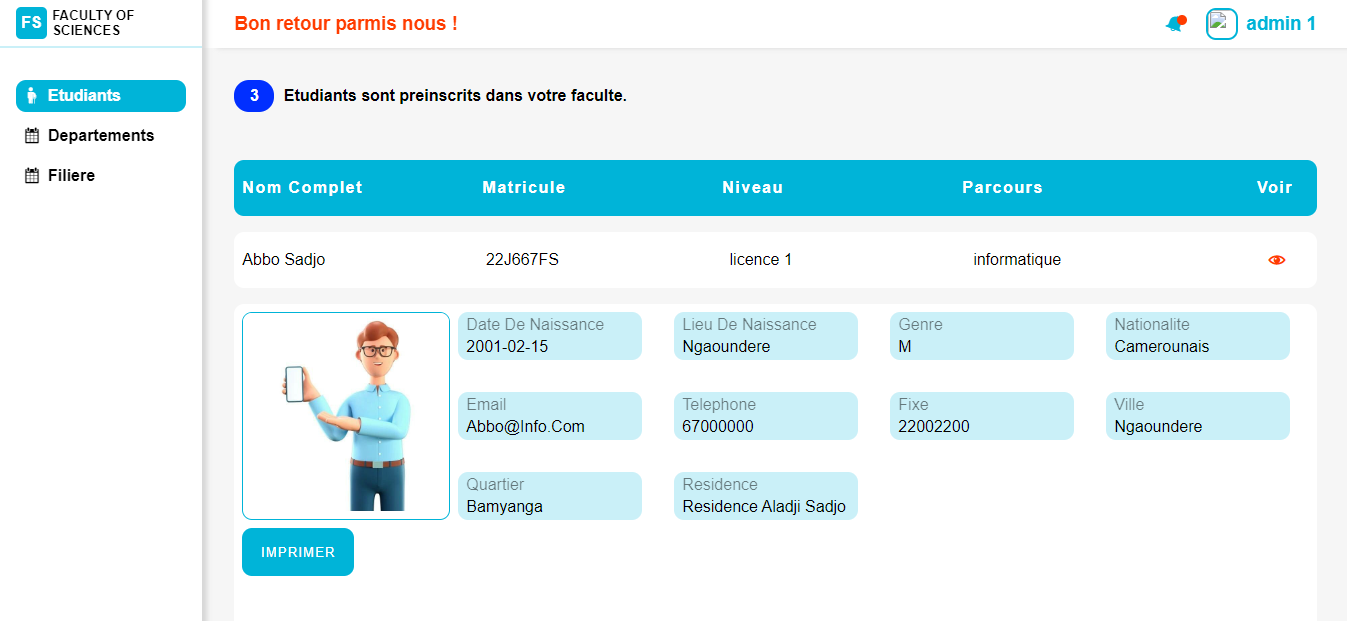 FS FACULTY OF
SCIENCES
Bon retour parmis nous !
admin 1
Etudiants
Departements
Filiere
3 Etudiants sont preinscrits dans votre faculte.
Nom Complet Matricule Niveau Parcours Voir
Abbo Sadjo 22J667FS licence 1 informatique
Date De Naissance Lieu De Naissance Genre Nationalite
2001-02-15 Ngaoundere M Camerounais
Email Telephone Fixe Ville
Abbo@Info.Com 67000000 22002200 Ngaoundere
Quartier Residence
Bamyanga Residence Aladji Sadjo
IMPRIMER